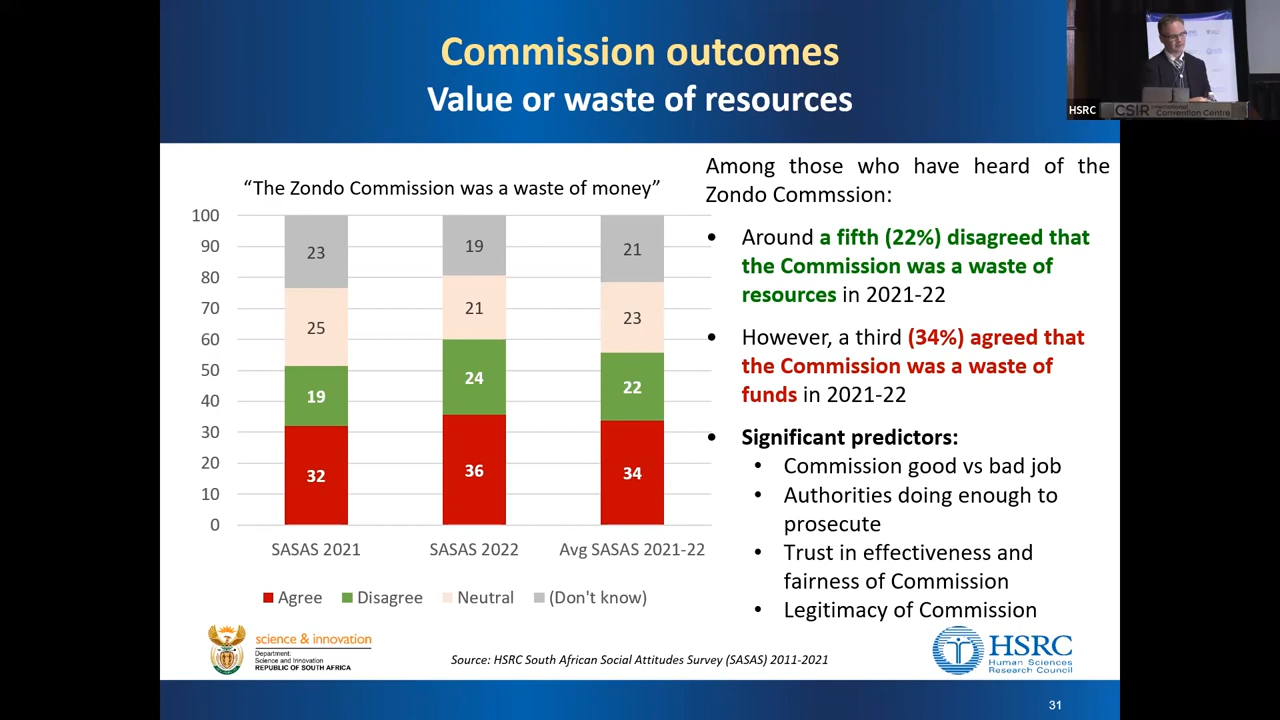 Commission outcomes
Value or waste of resources
HSRC
CSIR International
Convention Centre
“The Zondo Commission was a waste of money”
100
90
80
70
60
50
40
30
20
10
0
23
25
19
32
19
21
24
36
21
23
22
34
SASAS 2021
SASAS 2022
Avg SASAS 2021-22
Agree
Disagree
Neutral
(Don't know)
Among those who have heard of the
Zondo Commssion:
• Around a fifth (22%) disagreed that
the Commission was a waste of
resources in 2021-22
• However, a third (34%) agreed that
the Commission was a waste of
funds in 2021-22
• Significant predictors:
• Commission good vs bad job
• Authorities doing enough to
prosecute
• Trust in effectiveness and
fairness of Commission
• Legitimacy of Commission
science & innovation
Department:
Science and Innovation
REPUBLIC OF SOUTH AFRICA
Source: HSRC South African Social Attitudes Survey (SASAS) 2011-2021
HSRC
Human Sciences
Research Council
31